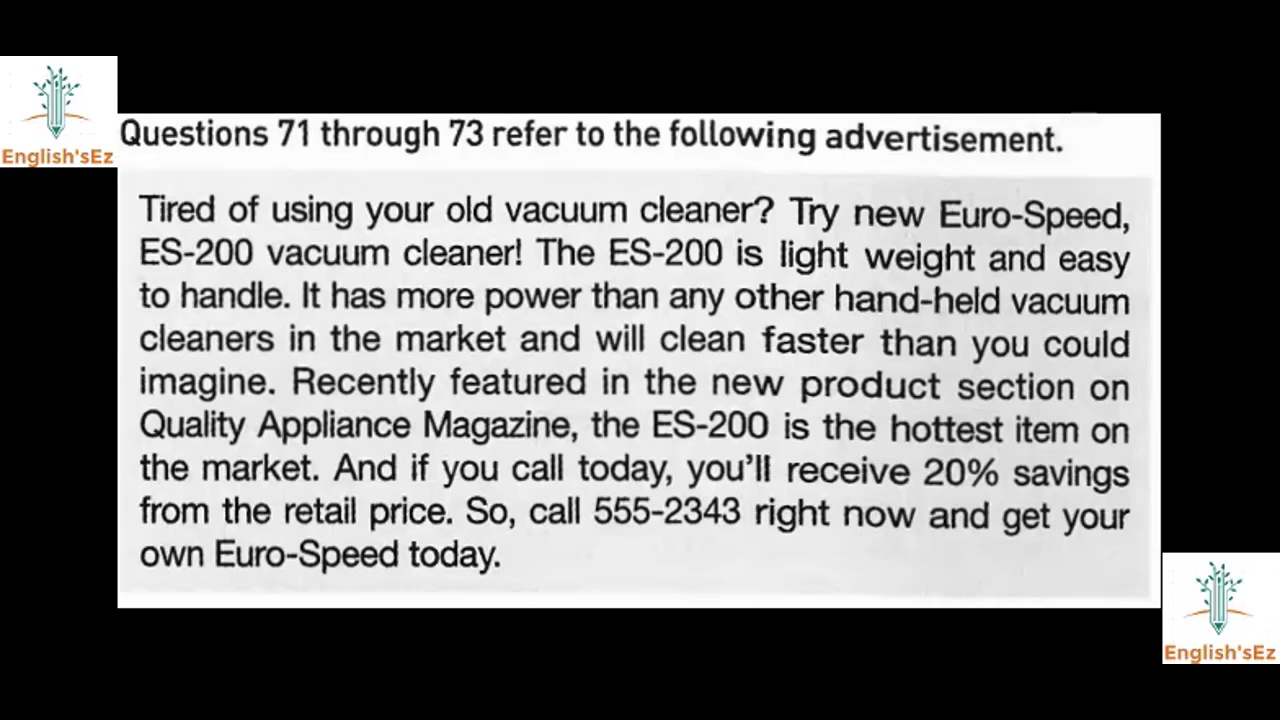 English'sEz
Questions 71 through 73 refer to the following advertisement.
Tired of using your old vacuum cleaner? Try new Euro-Speed,
ES-200 vacuum cleaner! The ES-200 is light weight and easy
to handle. It has more power than any other hand-held vacuum
cleaners in the market and will clean faster than you could
imagine. Recently featured in the new product section on
Quality Appliance Magazine, the ES-200 is the hottest item on
the market. And if you call today, you'll receive 20% savings
from the retail price. So, call 555-2343 right now and get your
own Euro-Speed today.
English'sEz